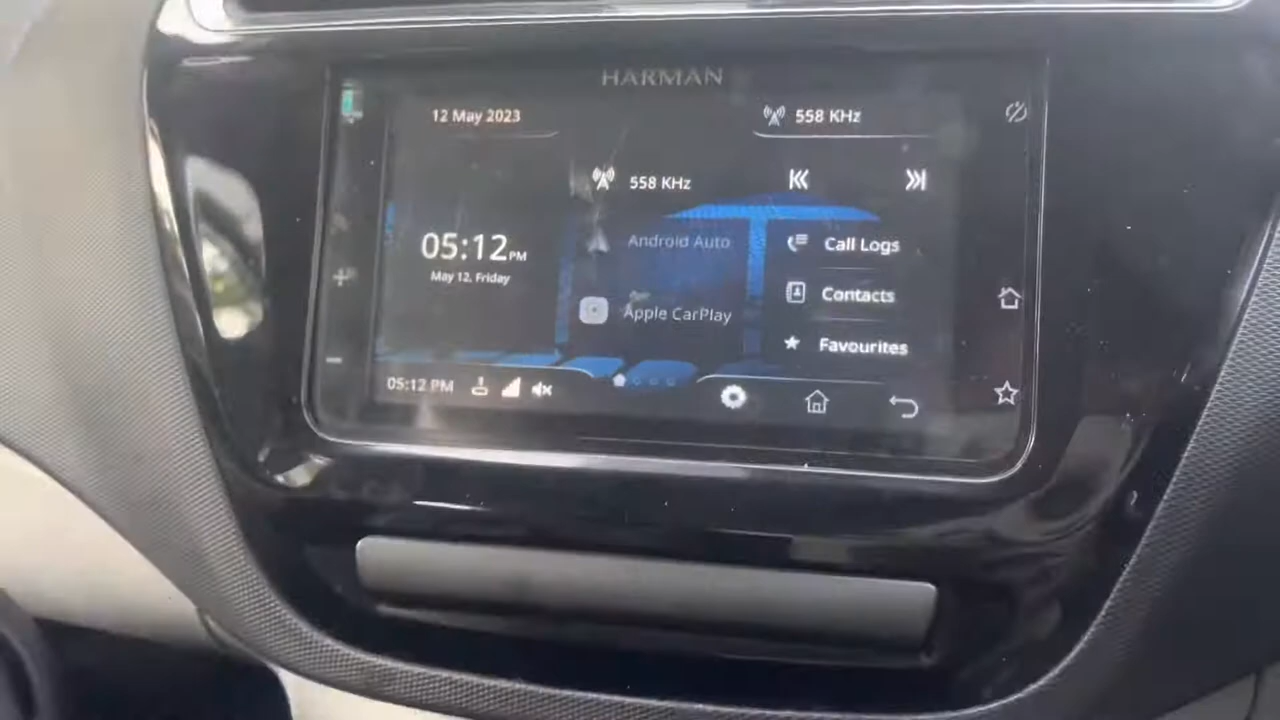 HARMAN
12 May 2023
558 KHz
558 KHz
05:12 PM
May 12, Friday
Android Auto
Apple CarPlay
Call Logs
Contacts
Favourites
05:12 PM